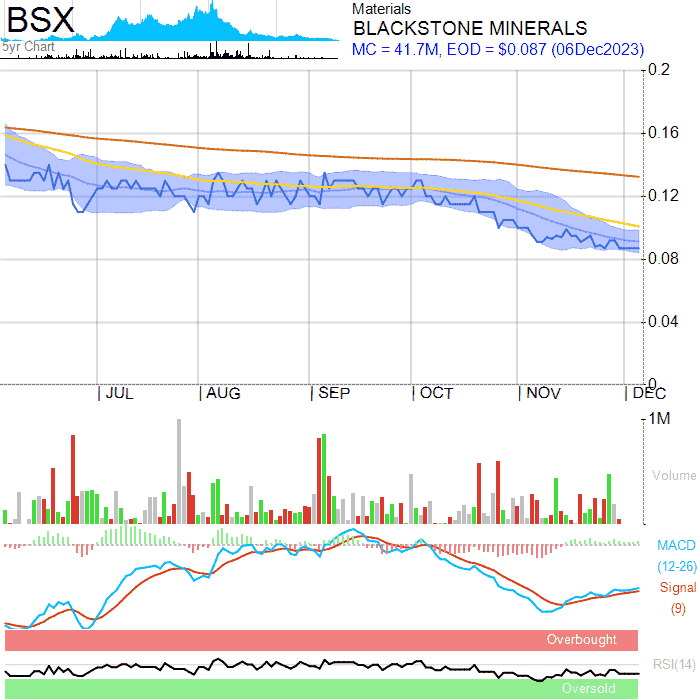 BSX
5yr Chart
Materials
BLACKSTONE MINERALS
MC = 41.7M, EOD = $0.087 (06Dec2023)
0.2
0.16
0.12
0.08
0.04
0
JUL AUG SEP OCT NOV DEC
1M
Volume
MACD
(12-26)
Signal
(9)
Overbought
RSI(14)
Oversold